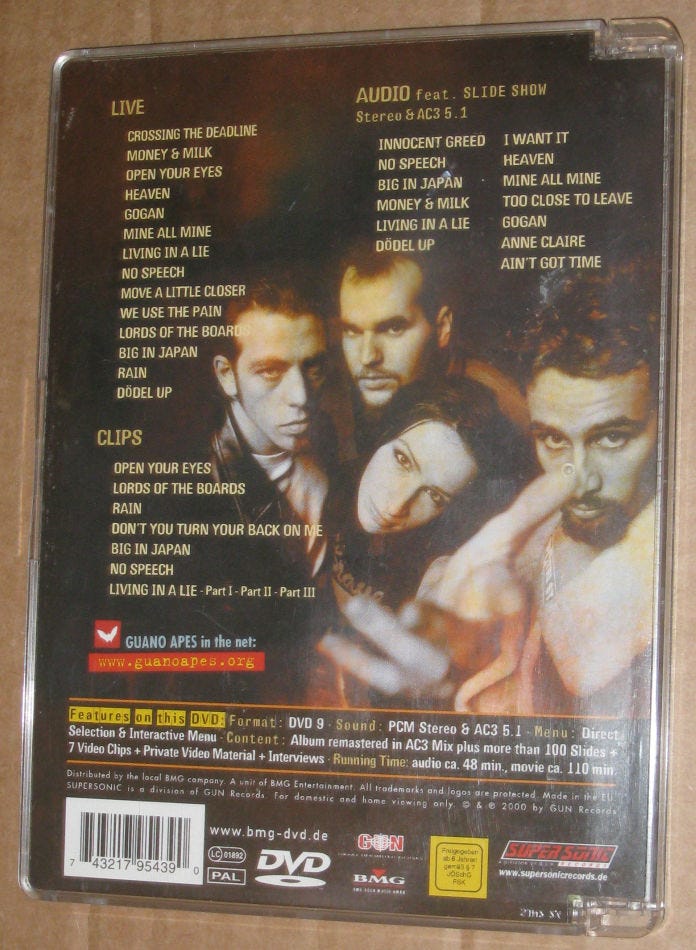 LIVE
CROSSING THE DEADLINE
MONEY & MILK
OPEN YOUR EYES
HEAVEN
GOGAN
MINE ALL MINE
LIVING IN A LIE
NO SPEECH
MOVE A LITTLE CLOSER
WE USE THE PAIN
LORDS OF THE BOARDS
BIG IN JAPAN
RAIN
DÖDEL UP
AUDIO feat. SLIDE SHOW
Stereo & AC3 5.1
INNOCENT GREED
NO SPEECH
BIG IN JAPAN
MONEY & MILK
LIVING IN A LIE
DÖDEL UP
I WANT IT
HEAVEN
MINE ALL MINE
TOO CLOSE TO LEAVE
GOGAN
ANNE CLAIRE
AIN'T GOT TIME
CLIPS
OPEN YOUR EYES
LORDS OF THE BOARDS
RAIN
DON'T YOU TURN YOUR BACK ON ME
BIG IN JAPAN
NO SPEECH
LIVING IN A LIE - Part I - Part II - Part III
GUANO APES in the net:
www.guanoapes.org
Features on this DVD: Format: DVD 9 · Sound: PCM Stereo & AC3 5.1 · Menu: Direct
Selection & Interactive Menu · Content: Album remastered in AC3 Mix plus more than 100 Slides +
7 Video Clips + Private Video Material + Interviews · Running Time: audio ca. 48 min., movie ca. 110 min.
Distributed by the local BMG company. A unit of BMG Entertainment. All trademarks and logos are protected. Made in the EU.
SUPERSONIC is a division of GUN Records. For domestic and home viewing only. © & ℗ 2000 by GUN Records
7 43217 95439 0
www.bmg-dvd.de
LC 01892
PAL
DVD
VIDEO
GUN
BMG
Freigegeben
ab 6 Jahren
gemäß § 7
JÖSchG
FSK
SUPERSONIC
RECORDS
www.supersonicrecords.de